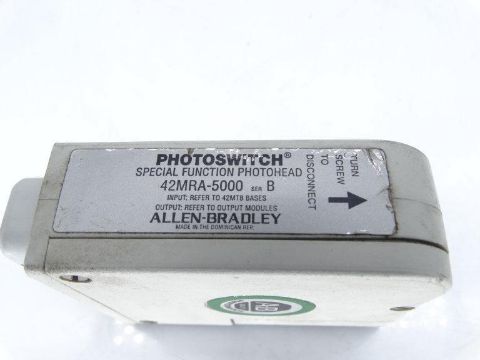 PHOTOSWITCH®
SPECIAL FUNCTION PHOTOHEAD
42MRA-5000 SER B
INPUT: REFER TO 42MTB BASES
OUTPUT: REFER TO OUTPUT MODULES
ALLEN-BRADLEY
MADE IN THE DOMINICAN REP.
TURN
SCREW
TO
DISCONNECT